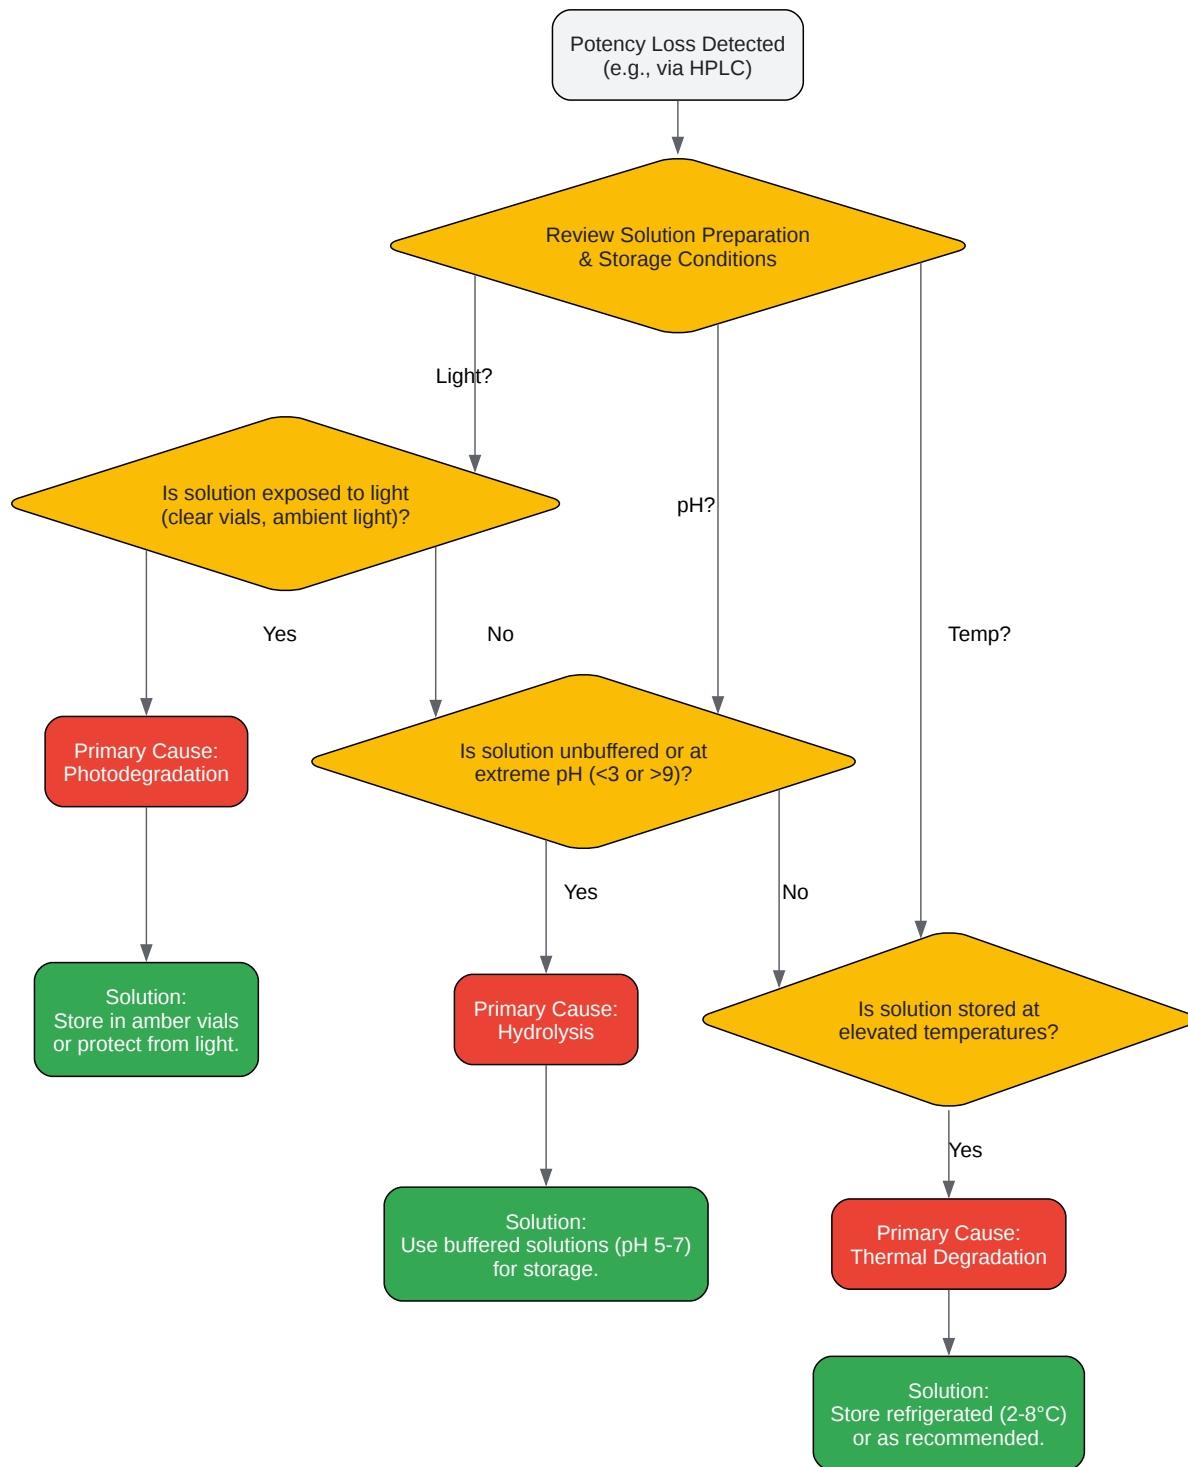 Potency Loss Detected
(e.g., via HPLC)
Review Solution Preparation
& Storage Conditions
Light?
Is solution exposed to light
(clear vials, ambient light)?
pH?
Yes
No
Temp?
Primary Cause:
Photodegradation
Is solution unbuffered or at
extreme pH (<3 or >9)?
Yes
No
Solution:
Store in amber vials
or protect from light.
Primary Cause:
Hydrolysis
Is solution stored at
elevated temperatures?
Yes
Solution:
Use buffered solutions (pH 5-7)
for storage.
Primary Cause:
Thermal Degradation
Solution:
Store refrigerated (2-8°C)
or as recommended.